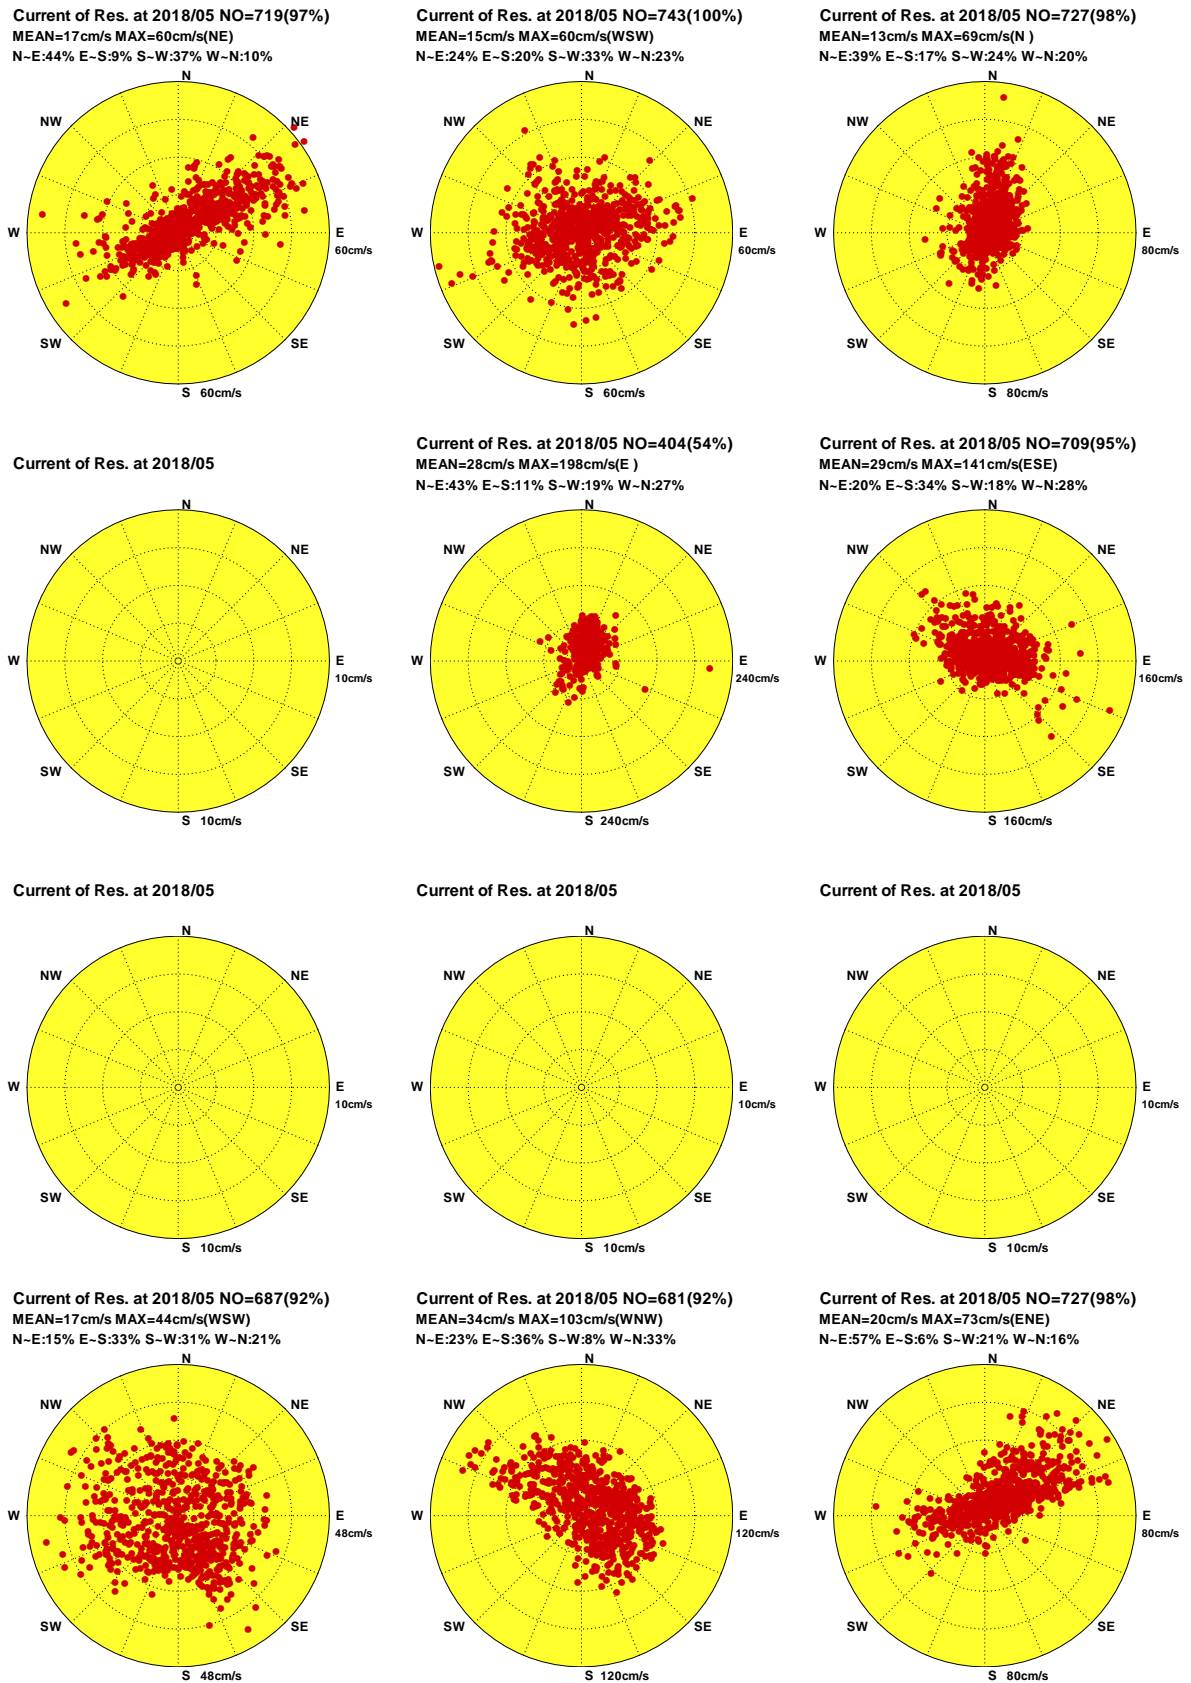 Current of Res. at 2018/05 NO=719(97%)
MEAN=17cm/s MAX=60cm/s(NE)
N~E:44% E~S:9% S~W:37% W~N:10%
N
NW
NE
W
E
60cm/s
SW
SE
S 60cm/s
Current of Res. at 2018/05 NO=743(100%)
MEAN=15cm/s MAX=60cm/s(WSW)
N~E:24% E~S:20% S~W:33% W~N:23%
N
NW
NE
W
E
60cm/s
SW
SE
S 60cm/s
Current of Res. at 2018/05 NO=727(98%)
MEAN=13cm/s MAX=69cm/s(N )
N~E:39% E~S:17% S~W:24% W~N:20%
N
NW
NE
W
E
80cm/s
SW
SE
S 80cm/s
Current of Res. at 2018/05
N
NW
NE
W
E
10cm/s
SW
SE
S 10cm/s
Current of Res. at 2018/05 NO=404(54%)
MEAN=28cm/s MAX=198cm/s(E )
N~E:43% E~S:11% S~W:19% W~N:27%
N
NW
NE
W
E
240cm/s
SW
SE
S 240cm/s
Current of Res. at 2018/05 NO=709(95%)
MEAN=29cm/s MAX=141cm/s(ESE)
N~E:20% E~S:34% S~W:18% W~N:28%
N
NW
NE
W
E
160cm/s
SW
SE
S 160cm/s
Current of Res. at 2018/05
N
NW
NE
W
E
10cm/s
SW
SE
S 10cm/s
Current of Res. at 2018/05
N
NW
NE
W
E
10cm/s
SW
SE
S 10cm/s
Current of Res. at 2018/05
N
NW
NE
W
E
10cm/s
SW
SE
S 10cm/s
Current of Res. at 2018/05 NO=687(92%)
MEAN=17cm/s MAX=44cm/s(WSW)
N~E:15% E~S:33% S~W:31% W~N:21%
N
NW
NE
W
E
48cm/s
SW
SE
S 48cm/s
Current of Res. at 2018/05 NO=681(92%)
MEAN=34cm/s MAX=103cm/s(WNW)
N~E:23% E~S:36% S~W:8% W~N:33%
N
NW
NE
W
E
120cm/s
SW
SE
S 120cm/s
Current of Res. at 2018/05 NO=727(98%)
MEAN=20cm/s MAX=73cm/s(ENE)
N~E:57% E~S:6% S~W:21% W~N:16%
N
NW
NE
W
E
80cm/s
SW
SE
S 80cm/s